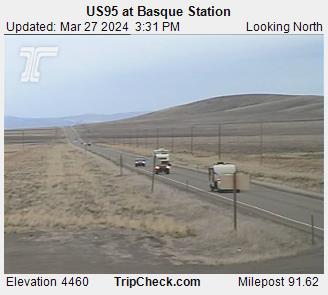 US95 at Basque Station
Updated: Mar 27 2024 3:31 PM Looking North
Elevation 4460 TripCheck.com Milepost 91.62